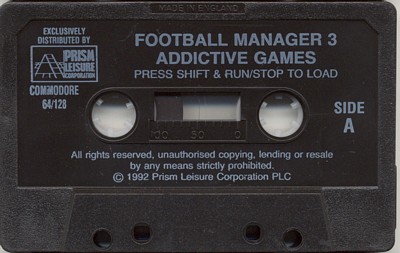 MADE IN ENGLAND
EXCLUSIVELY
DISTRIBUTED BY
PRISM
LEISURE
CORPORATION
COMMODORE
64/128
FOOTBALL MANAGER 3
ADDICTIVE GAMES
PRESS SHIFT & RUN/STOP TO LOAD
SIDE
A
100 50 0
All rights reserved, unauthorised copying, lending or resale
by any means strictly prohibited.
© 1992 Prism Leisure Corporation PLC